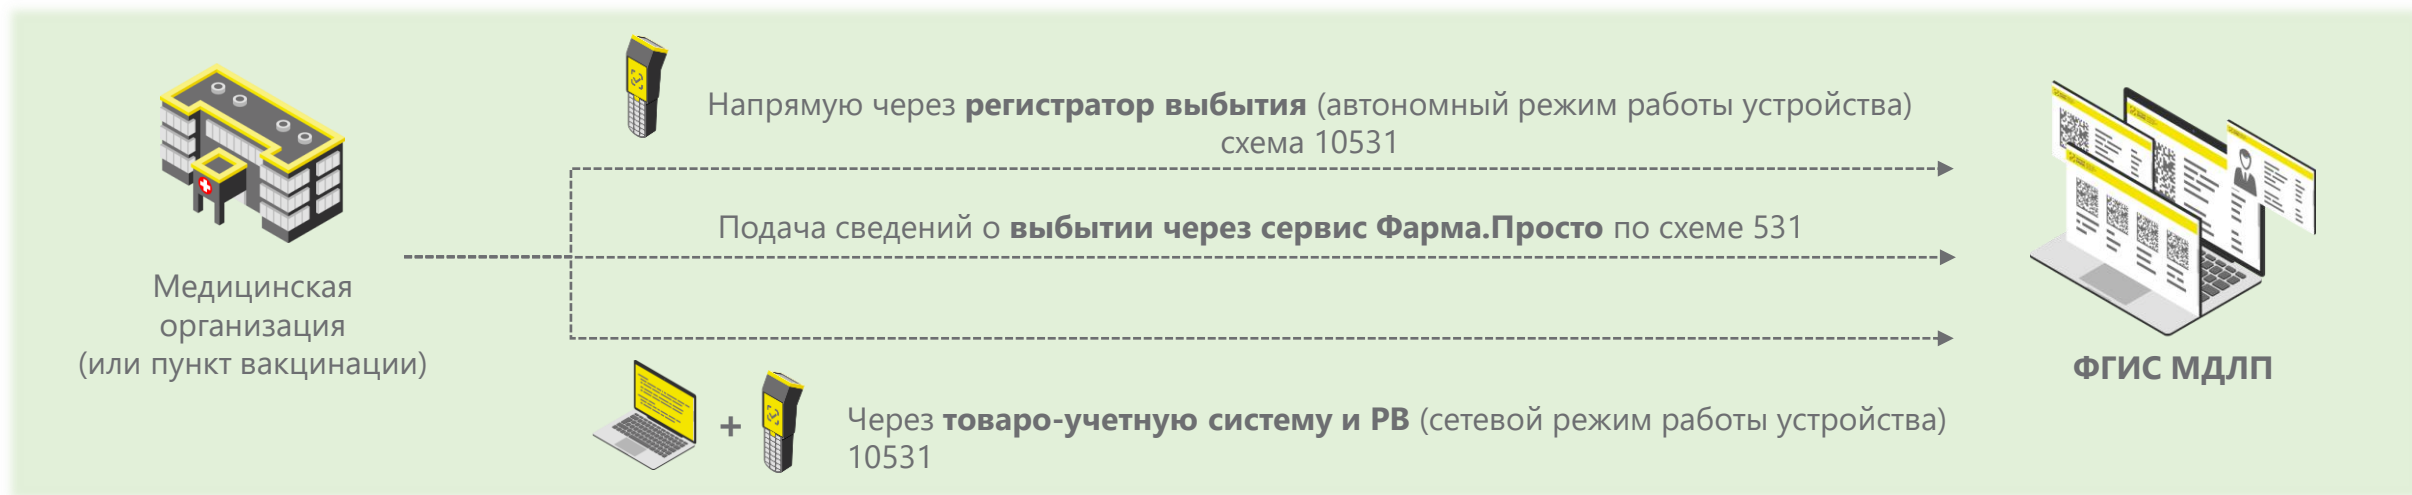 Напрямую через регистратор выбытия (автономный режим работы устройства)
схема 10531
Подача сведений о выбытии через сервис Фарма.Просто по схеме 531
Медицинская
организация
(или пункт вакцинации)
ФГИС МДЛП
+
Через товаро-учетную систему и РВ (сетевой режим работы устройства)
10531